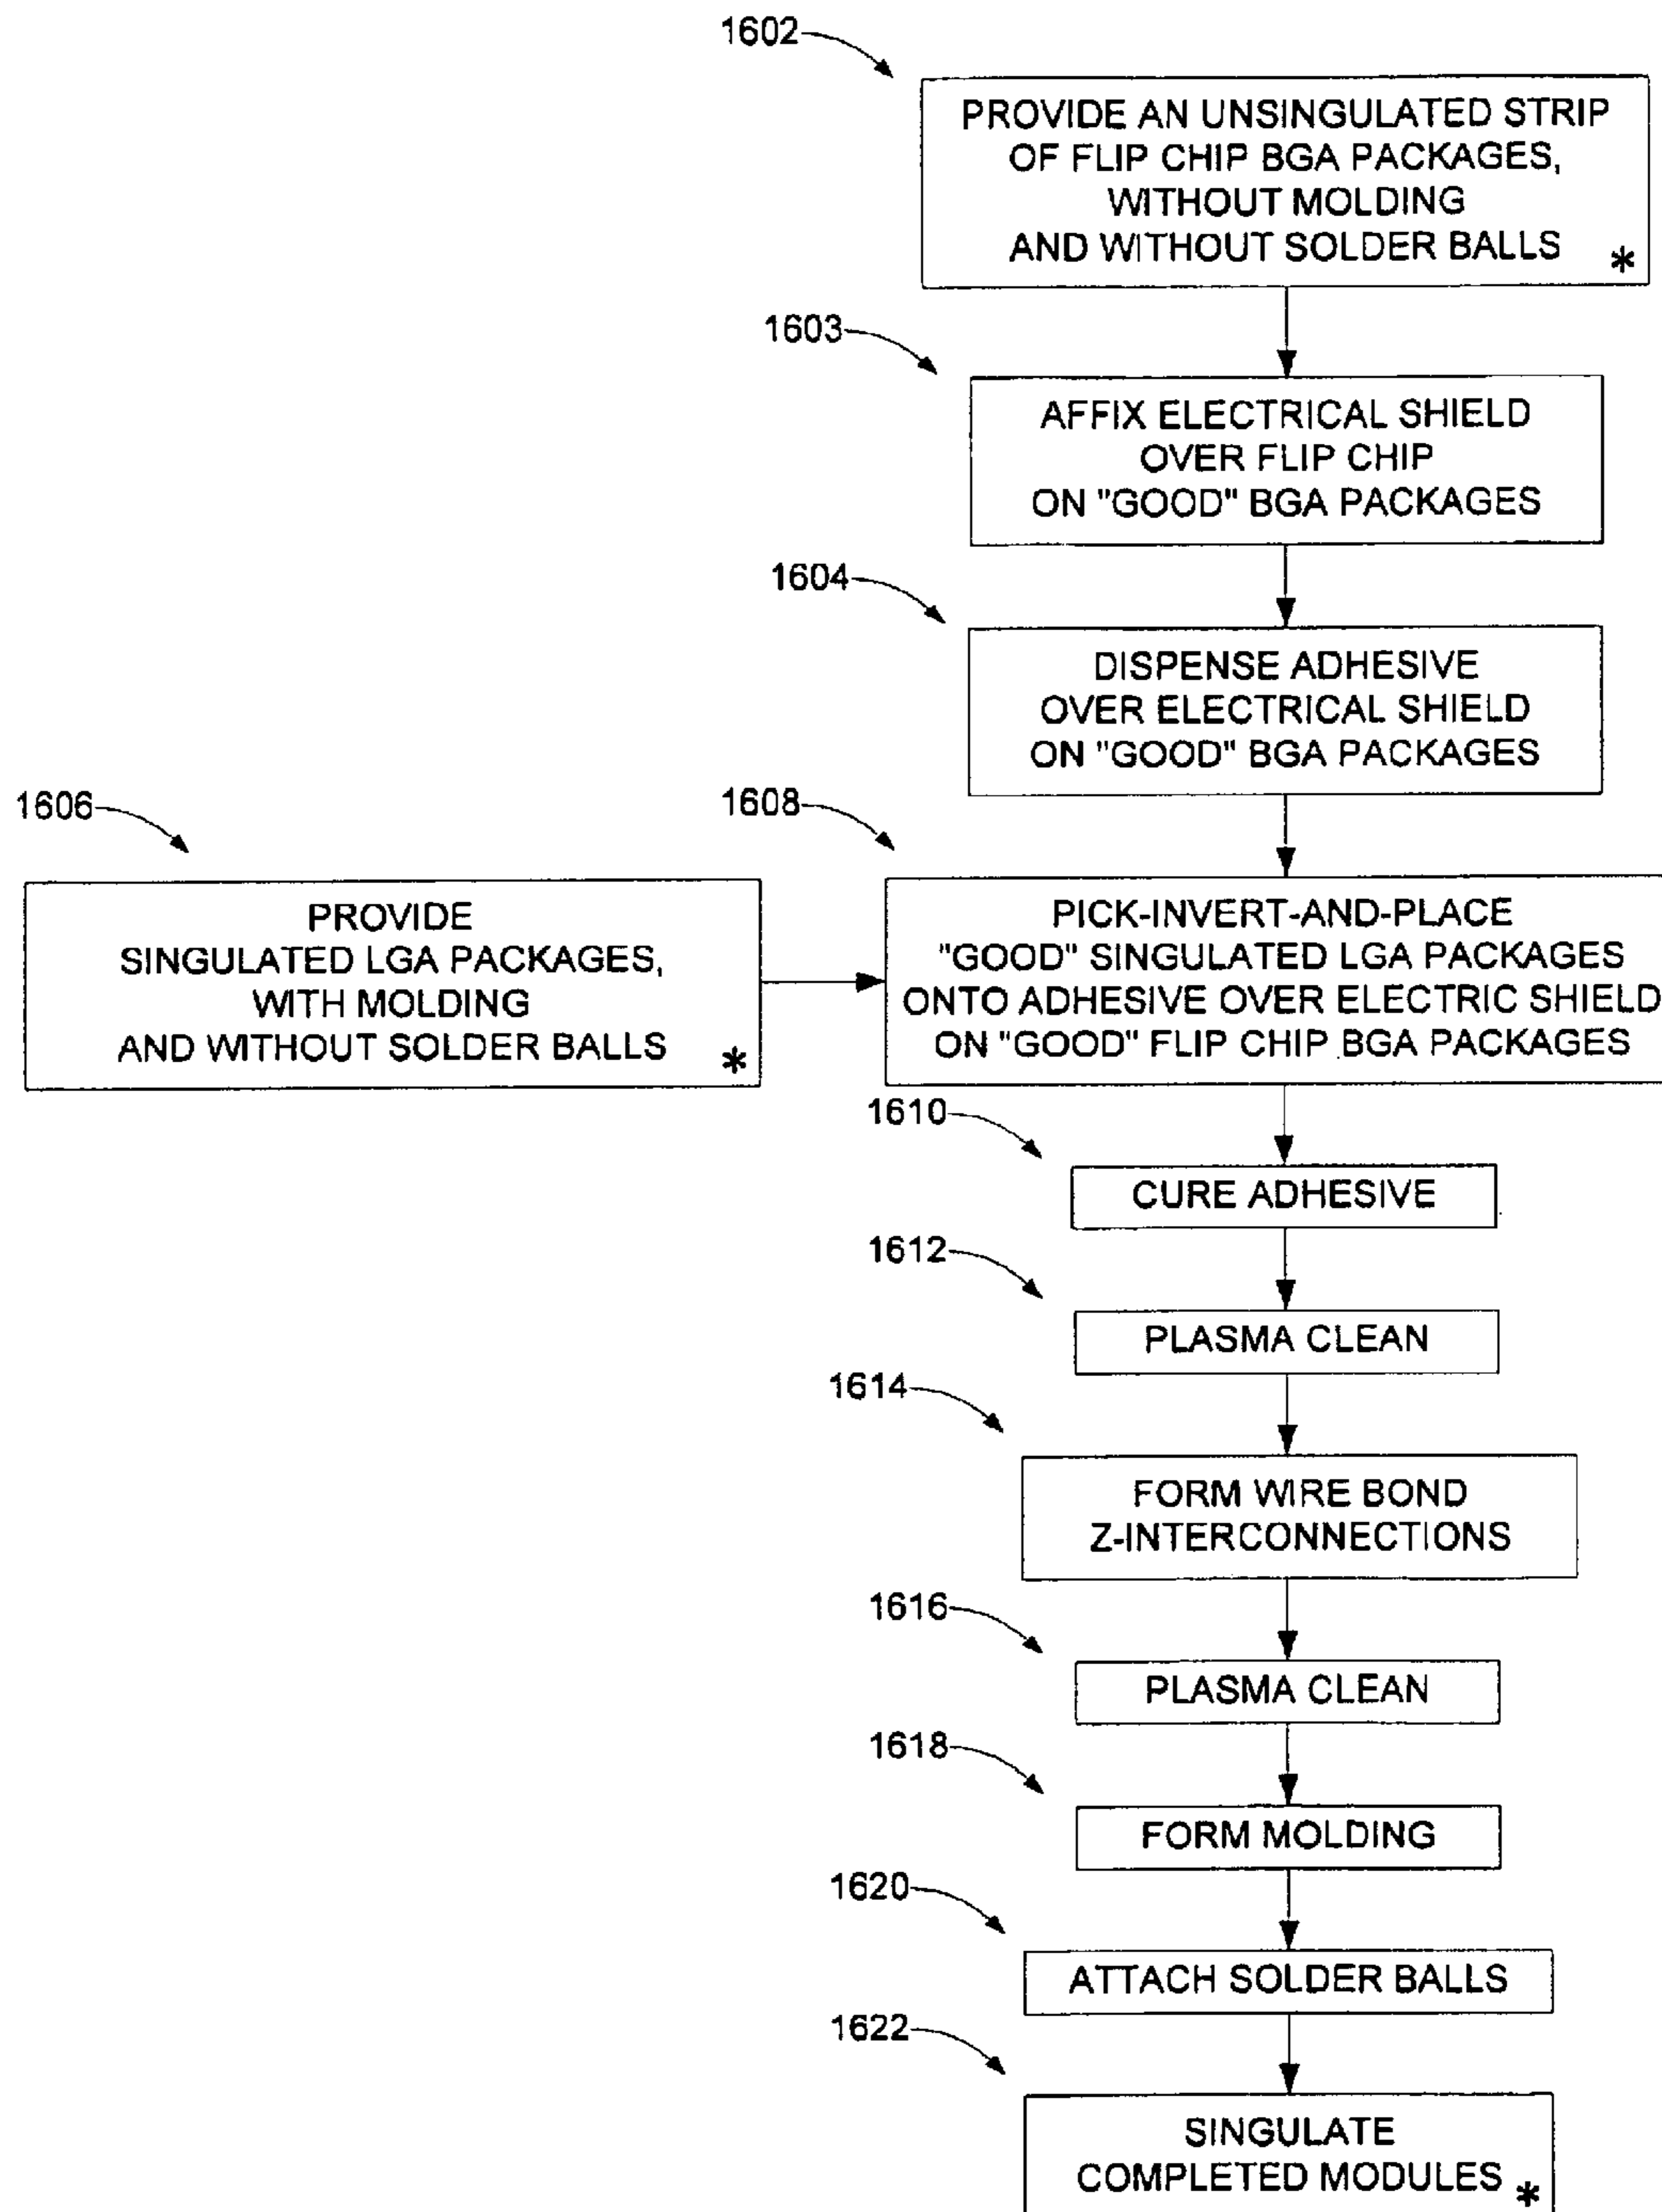 1602
PROVIDE AN UNSINGULATED STRIP
OF FLIP CHIP BGA PACKAGES,
WITHOUT MOLDING
AND WITHOUT SOLDER BALLS *
1603
AFFIX ELECTRICAL SHIELD
OVER FLIP CHIP
ON "GOOD" BGA PACKAGES
1604
DISPENSE ADHESIVE
OVER ELECTRICAL SHIELD
ON "GOOD" BGA PACKAGES
1606
PROVIDE
SINGULATED LGA PACKAGES,
WITH MOLDING
AND WITHOUT SOLDER BALLS *
1608
PICK-INVERT-AND-PLACE
"GOOD" SINGULATED LGA PACKAGES
ONTO ADHESIVE OVER ELECTRIC SHIELD
ON "GOOD" FLIP CHIP BGA PACKAGES
1610
CURE ADHESIVE
1612
PLASMA CLEAN
1614
FORM WIRE BOND
Z-INTERCONNECTIONS
1616
PLASMA CLEAN
1618
FORM MOLDING
1620
ATTACH SOLDER BALLS
1622
SINGULATE
COMPLETED MODULES *